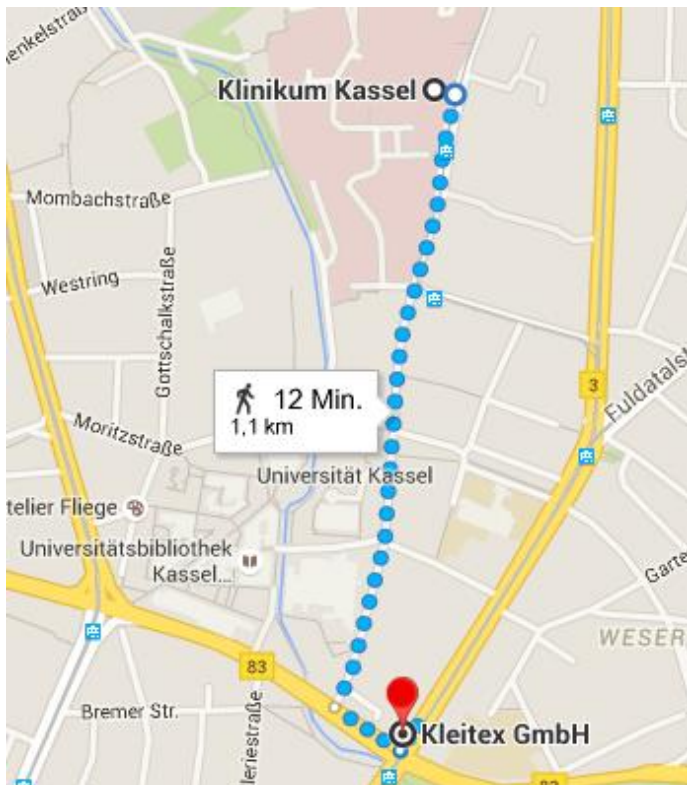 Klinikum Kassel
Mombachstraße
Westring
Gottschalkstraße
3
12 Min.
1,1 km
Moritzstraße
Universität Kassel
telier Fliege
Universitätsbibliothek
Kassel...
Garte
WESER
83
Bremer Str.
Kleitex GmbH